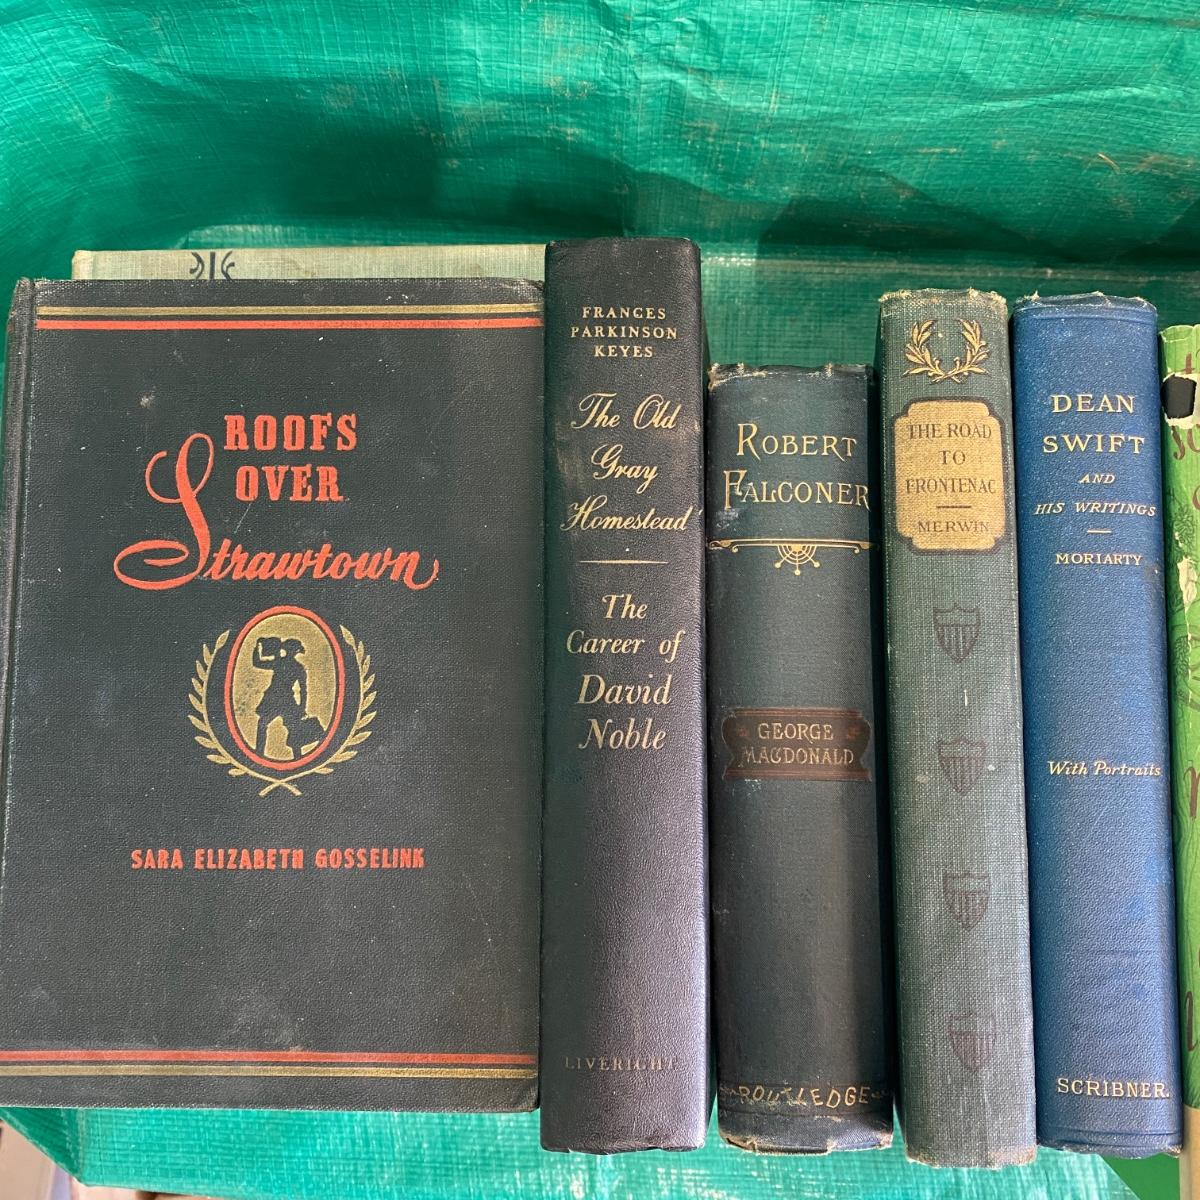 ROOFS
OVER
Strawtown
SARA ELIZABETH GOSSELINK
FRANCES
PARKINSON
KEYES
The Old
Gray
Homestead
The
Career of
David
Noble
LIVERIGHT
ROBERT
FALCONER
GEORGE
MACDONALD
ROUTLEDGE
THE ROAD
TO
FRONTENAC
MERWIN
DEAN
SWIFT
AND
HIS WRITINGS
MORIARTY
With Portraits
SCRIBNER.